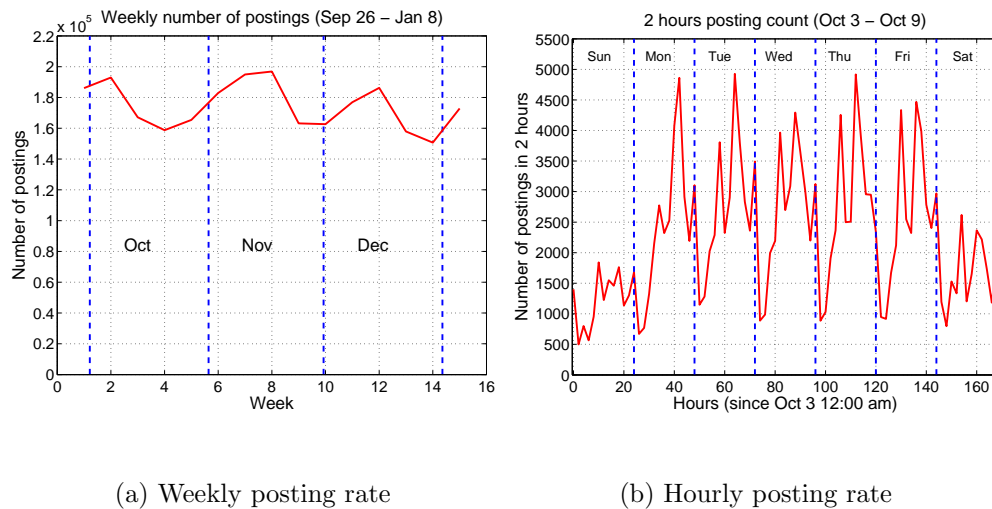 Weekly number of postings (Sep 26 − Jan 8)
x 10^5
2.2
2
1.8
1.6
1.4
1.2
1
0.8
0.6
0.4
0.2
0
Number of postings
Oct
Nov
Dec
0 2 4 6 8 10 12 14 16
Week
(a) Weekly posting rate
2 hours posting count (Oct 3 − Oct 9)
5500
5000
4500
4000
3500
3000
2500
2000
1500
1000
500
0
Number of postings in 2 hours
Sun Mon Tue Wed Thu Fri Sat
0 20 40 60 80 100 120 140 160
Hours (since Oct 3 12:00 am)
(b) Hourly posting rate